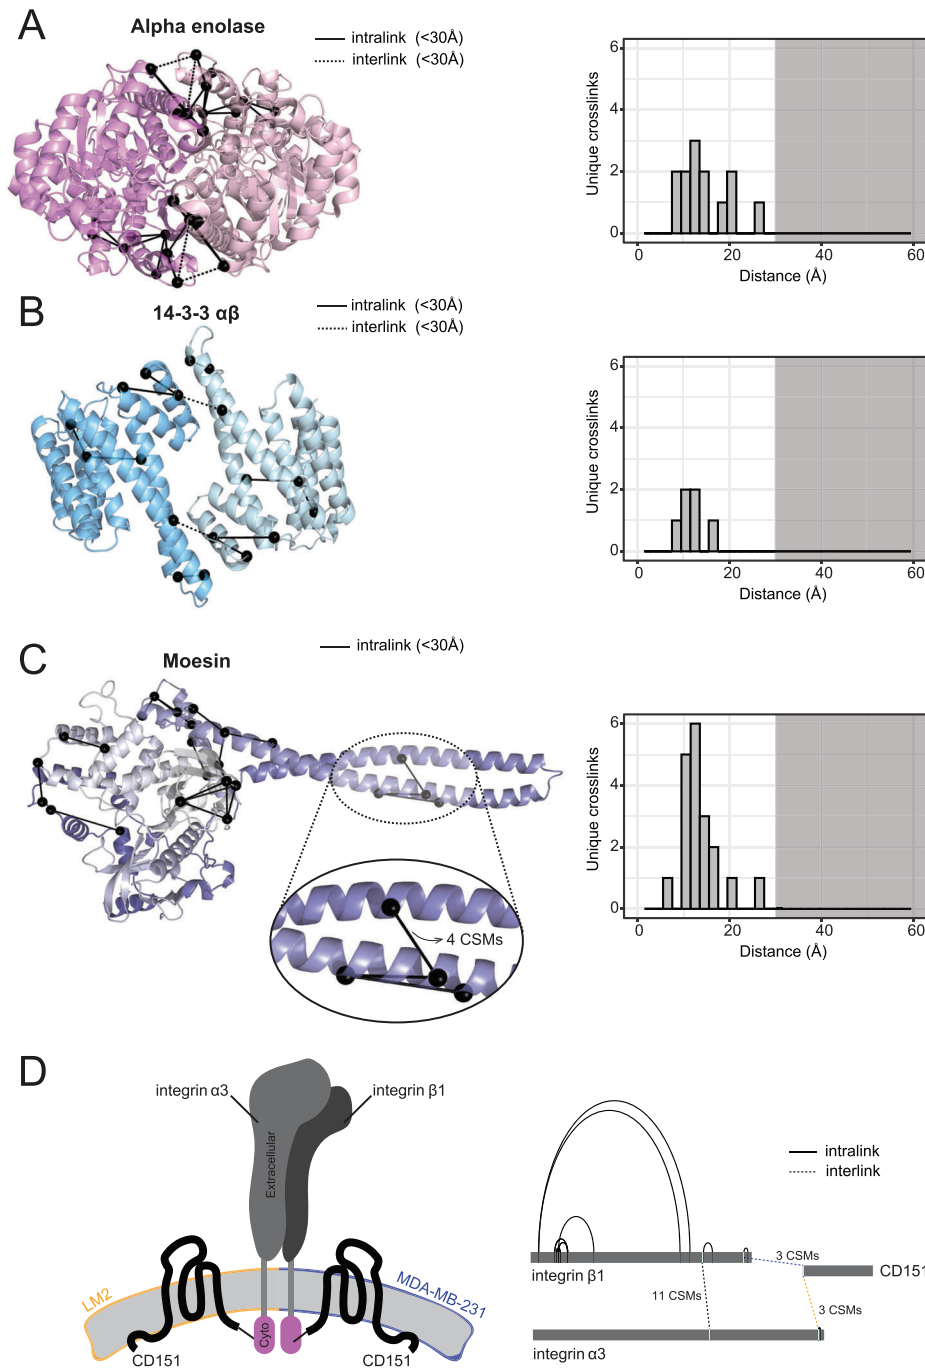 A
Alpha enolase
intralink (<30Å)
interlink (<30Å)
Unique crosslinks
6
4
2
0
0 20 40 60
Distance (Å)
B
14-3-3 αβ
intralink (<30Å)
interlink (<30Å)
Unique crosslinks
6
4
2
0
0 20 40 60
Distance (Å)
C
Moesin
intralink (<30Å)
4 CSMs
Unique crosslinks
6
4
2
0
0 20 40 60
Distance (Å)
D
integrin α3
integrin β1
Extracellular
LM2
MDA-MB-231
Cyto
CD151
CD151
intralink
interlink
integrin β1
3 CSMs
CD151
11 CSMs
3 CSMs
integrin α3